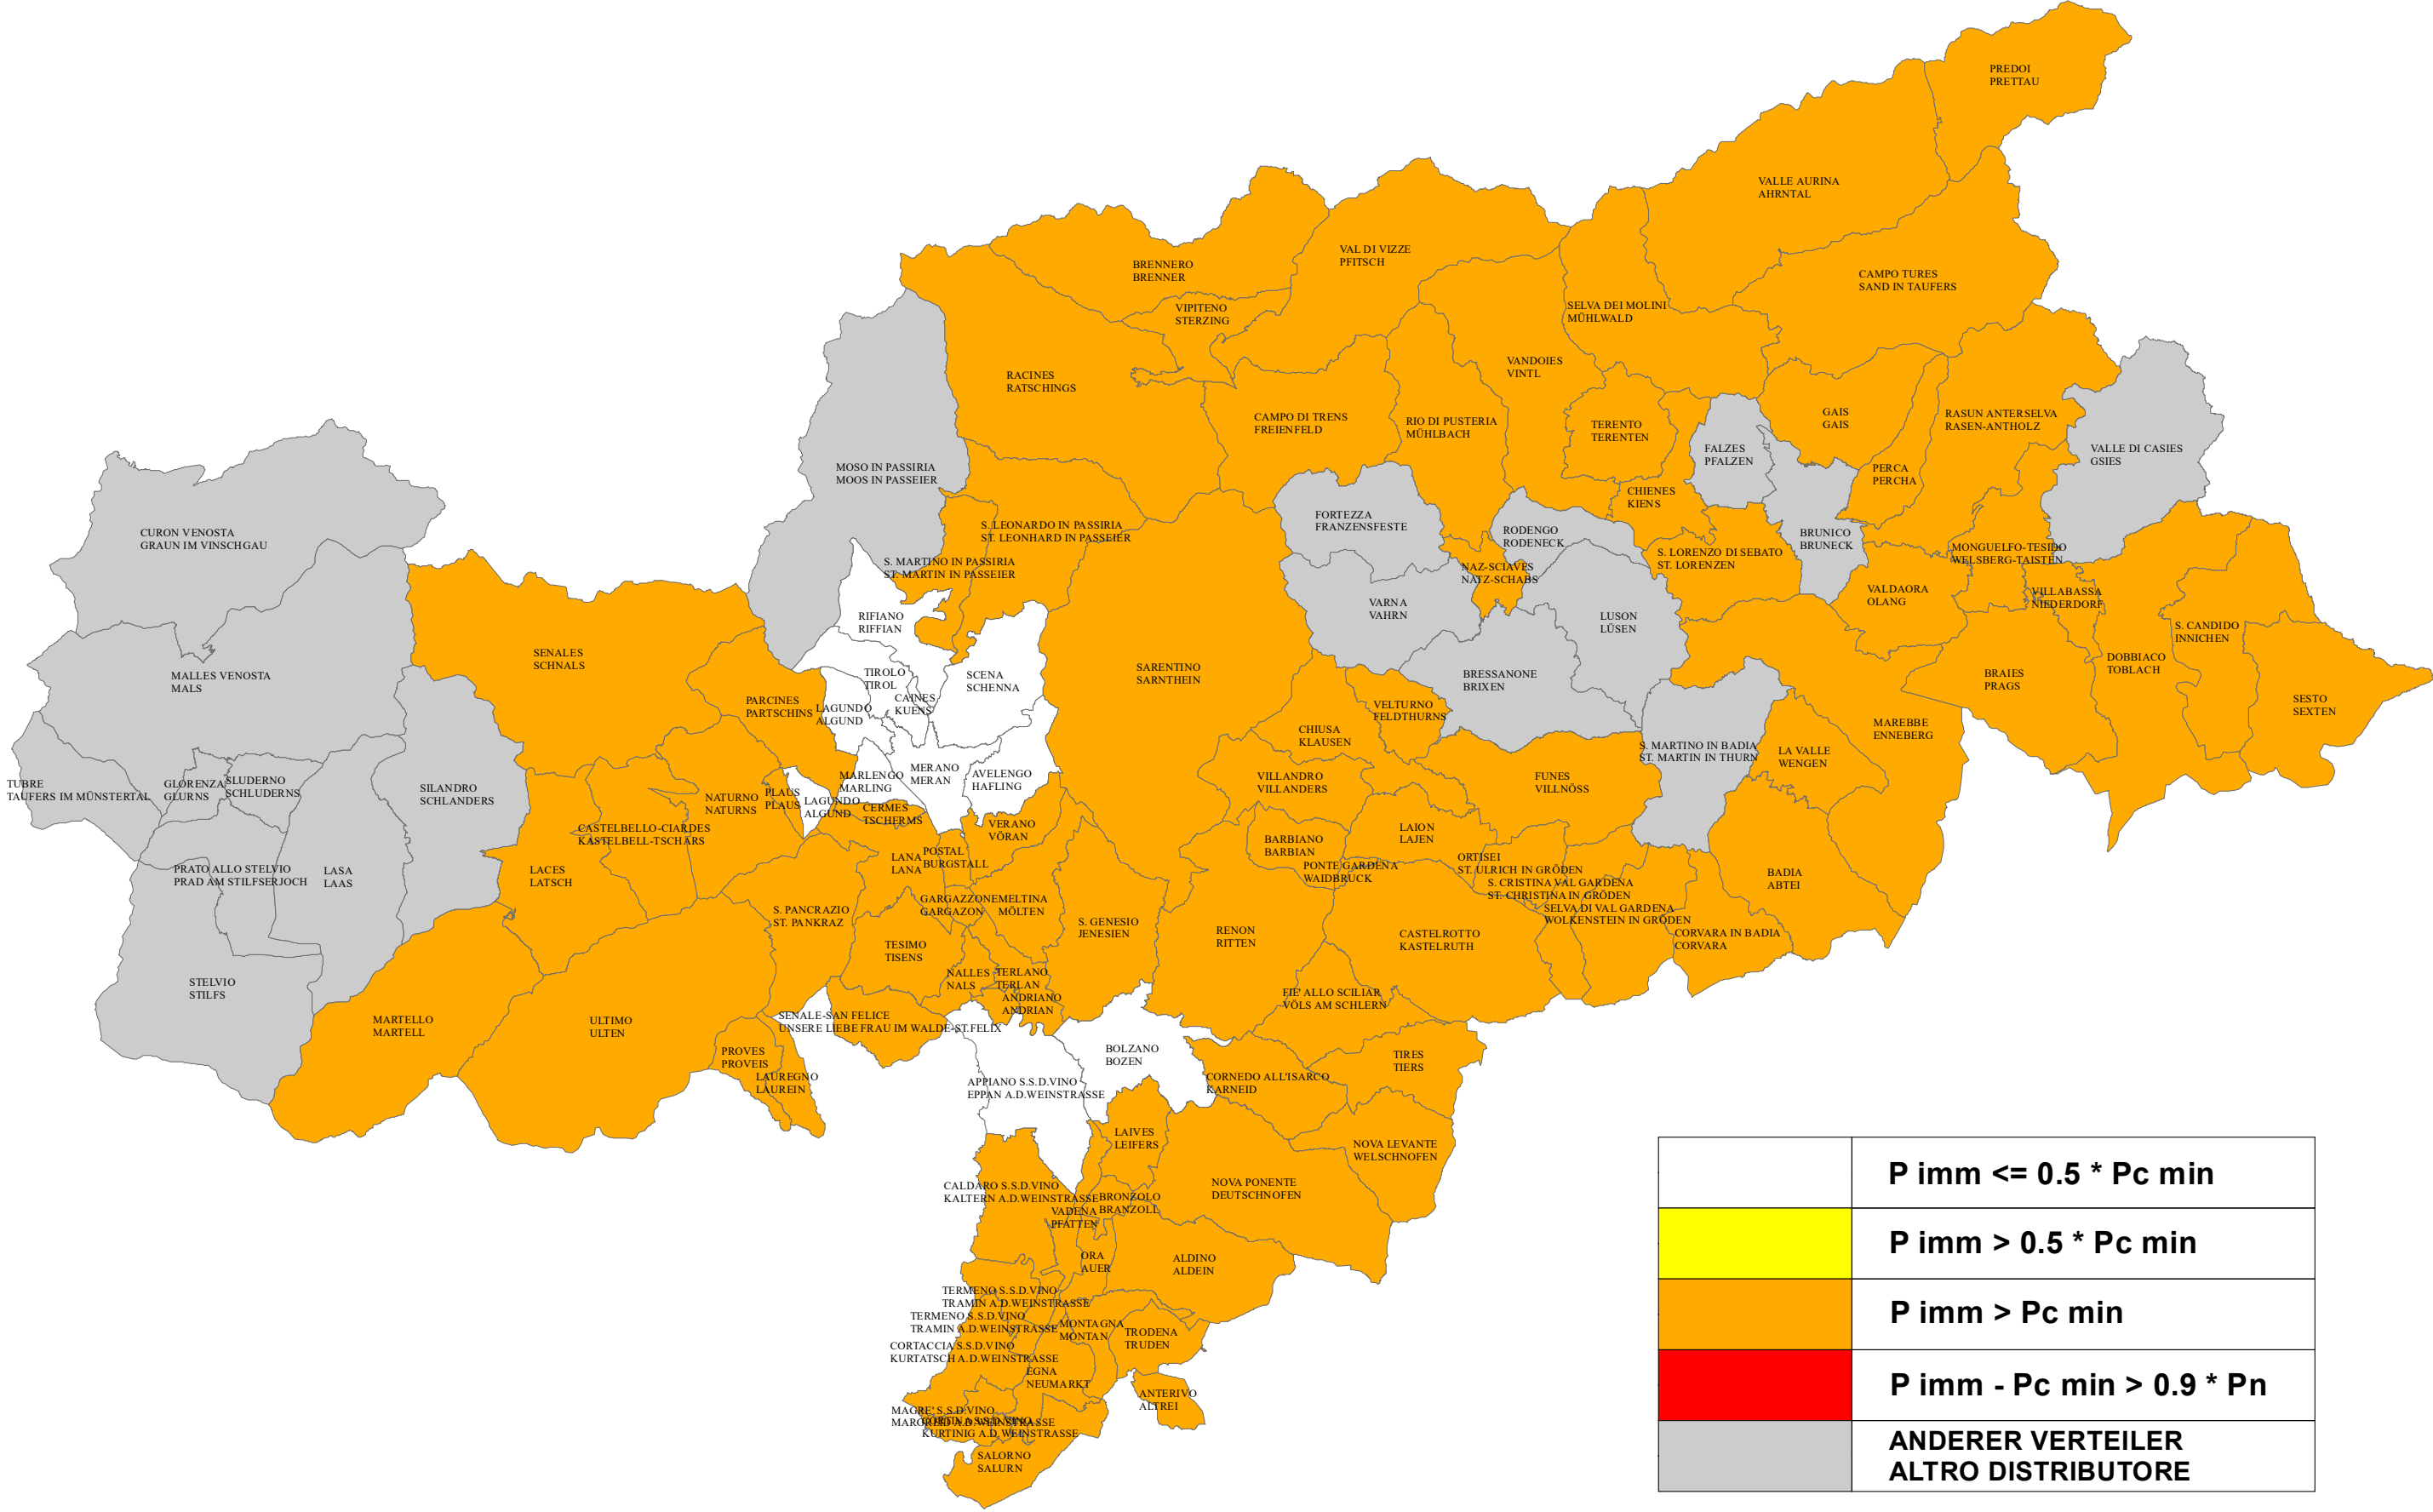 PREDOI
PRETTAU
VALLE AURINA
AHRNTAL
VAL DI VIZZE
PFITSCH
BRENNERO
BRENNER
CAMPO TURES
SAND IN TAUFERS
VIPITENO
STERZING
SELVA DEI MOLINI
MÜHLWALD
RACINES
RATSCHINGS
VANDOIES
VINTL
CAMPO DI TRENS
FREIENFELD
RIO DI PUSTERIA
MÜHLBACH
TERENTO
TERENTEN
GAIS
GAIS
RASUN ANTERSELVA
RASEN-ANTHOLZ
FALZES
PFALZEN
VALLE DI CASIES
GSIES
MOSO IN PASSIRIA
MOOS IN PASSEIER
PERCA
PERCHA
CHIENES
KIENS
FORTEZZA
FRANZENSFESTE
S. LEONARDO IN PASSIRIA
ST. LEONHARD IN PASSEIER
RODENGO
RODENECK
BRUNICO
BRUNECK
CURON VENOSTA
GRAUN IM VINSCHGAU
S. LORENZO DI SEBATO
ST. LORENZEN
MONGUELFO-TESIDO
WELSBERG-TAISTEN
S. MARTINO IN PASSIRIA
ST. MARTIN IN PASSEIER
NAZ-SCIAVES
NATZ-SCHABS
VALDAORA
OLANG
VILLABASSA
NIEDERDORF
VARNA
VAHRN
RIFIANO
RIFFIAN
LUSON
LÜSEN
S. CANDIDO
INNICHEN
SENALES
SCHNALS
DOBBIACO
TOBLACH
SARENTINO
SARNTHEIN
BRESSANONE
BRIXEN
BRAIES
PRAGS
MALLES VENOSTA
MALS
TIROLO
TIROL
SCENA
SCHENNA
SESTO
SEXTEN
PARCINES
PARTSCHINS
CAINES
KUENS
LAGUNDO
ALGUND
VELTURNO
FELDTHURNS
MAREBBE
ENNEBERG
CHIUSA
KLAUSEN
S. MARTINO IN BADIA
ST. MARTIN IN THURN
LA VALLE
WENGEN
TUBRE
TAUFERS IM MÜNSTERTAL
GLORENZA
GLURNS
SLUDERNO
SCHLUDERNS
SILANDRO
SCHLANDERS
MERANO
MERAN
MARLENGO
MARLING
AVELENGO
HAFLING
VILLANDRO
VILLANDERS
FUNES
VILLNÖSS
NATURNO
NATURNS
PLAUS
PLAUS
LAGUNDO
ALGUND
CERMES
TSCHERMS
VERANO
VÖRAN
CASTELBELLO-CIARDES
KASTELBELL-TSCHARS
LAION
LAJEN
BARBIANO
BARBIAN
PRATO ALLO STELVIO
PRAD AM STILFSERJOCH
LASA
LAAS
LACES
LATSCH
LANA
LANA
POSTAL
BURGSTALL
PONTE GARDENA
WAIDBRUCK
ORTISEI
ST. ULRICH IN GRÖDEN
S. CRISTINA VAL GARDENA
ST. CHRISTINA IN GRÖDEN
BADIA
ABTEI
GARGAZZONE
GARGAZON
MELTINA
MÖLTEN
S. PANCRAZIO
ST. PANKRAZ
SELVA DI VAL GARDENA
WOLKENSTEIN IN GRÖDEN
S. GENESIO
JENESIEN
RENON
RITTEN
CASTELROTTO
KASTELRUTH
CORVARA IN BADIA
CORVARA
TESIMO
TISENS
STELVIO
STILFS
NALLES
NALS
TERLANO
TERLAN
ANDRIANO
ANDRIAN
FIE' ALLO SCILIAR
VÖLS AM SCHLERN
MARTELLO
MARTELL
ULTIMO
ULTEN
SENALE-SAN FELICE
UNSERE LIEBE FRAU IM WALDE-ST.FELIX
BOLZANO
BOZEN
PROVES
PROVEIS
TIRES
TIERS
LAUREGNO
LAUREIN
CORNEDO ALL'ISARCO
KARNEID
APPIANO S.S.D.VINO
EPPAN A.D.WEINSTRASSE
LAIVES
LEIFERS
NOVA LEVANTE
WELSCHNOFEN
CALDARO S.S.D.VINO
KALTERN A.D.WEINSTRASSE
BRONZOLO
BRANZOLL
NOVA PONENTE
DEUTSCHNOFEN
VADENA
PFATTEN
ORA
AUER
ALDINO
ALDEIN
TERMENO S.S.D.VINO
TRAMIN A.D.WEINSTRASSE
TERMENO S.S.D.VINO
TRAMIN A.D.WEINSTRASSE
MONTAGNA
MONTAN
TRODENA
TRUDEN
CORTACCIA S.S.D.VINO
KURTATSCH A.D.WEINSTRASSE
EGNA
NEUMARKT
ANTERIVO
ALTREI
MAGRE' S.S.D.VINO
MARGREID A.D.WEINSTRASSE
CORTINA S.S.D.VINO
KURTINIG A.D.WEINSTRASSE
SALORNO
SALURN
P imm <= 0.5 * Pc min
P imm > 0.5 * Pc min
P imm > Pc min
P imm - Pc min > 0.9 * Pn
ANDERER VERTEILER
ALTRO DISTRIBUTORE